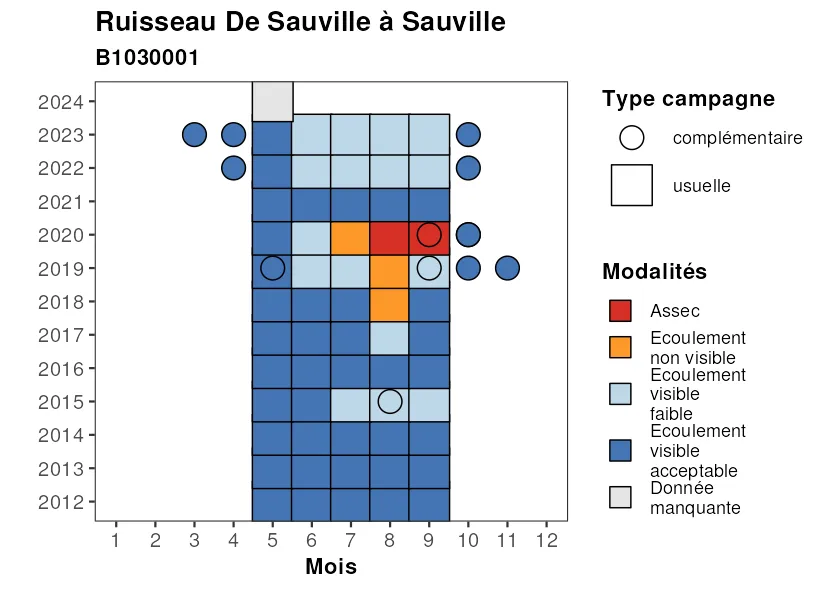 Ruisseau De Sauville à Sauville
B1030001
2024
2023
2022
2021
2020
2019
2018
2017
2016
2015
2014
2013
2012
1 2 3 4 5 6 7 8 9 10 11 12
Mois
Type campagne
complémentaire
usuelle
Modalités
Assec
Ecoulement
non visible
Ecoulement
visible
faible
Ecoulement
visible
acceptable
Donnée
manquante